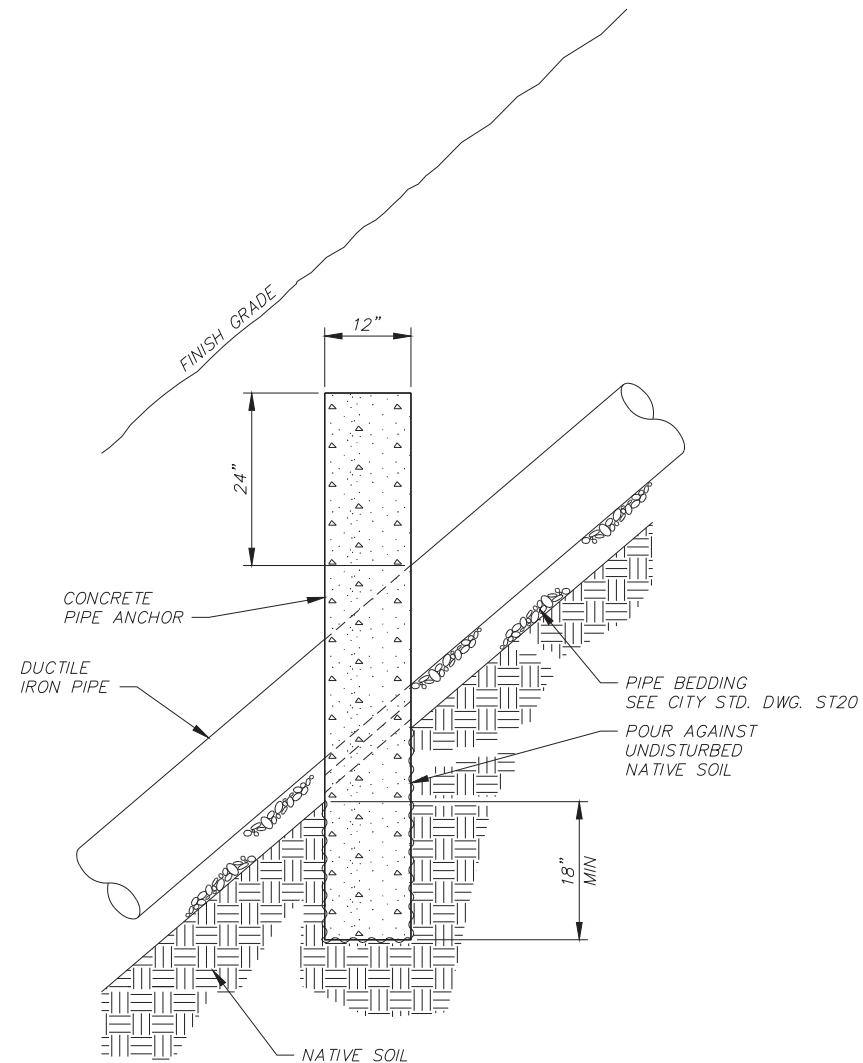 FINISH GRADE
12”
24”
CONCRETE
PIPE ANCHOR
DUCTILE
IRON PIPE
PIPE BEDDING
SEE CITY STD. DWG. ST20
POUR AGAINST
UNDISTURBED
NATIVE SOIL
18”
MIN
NATIVE SOIL